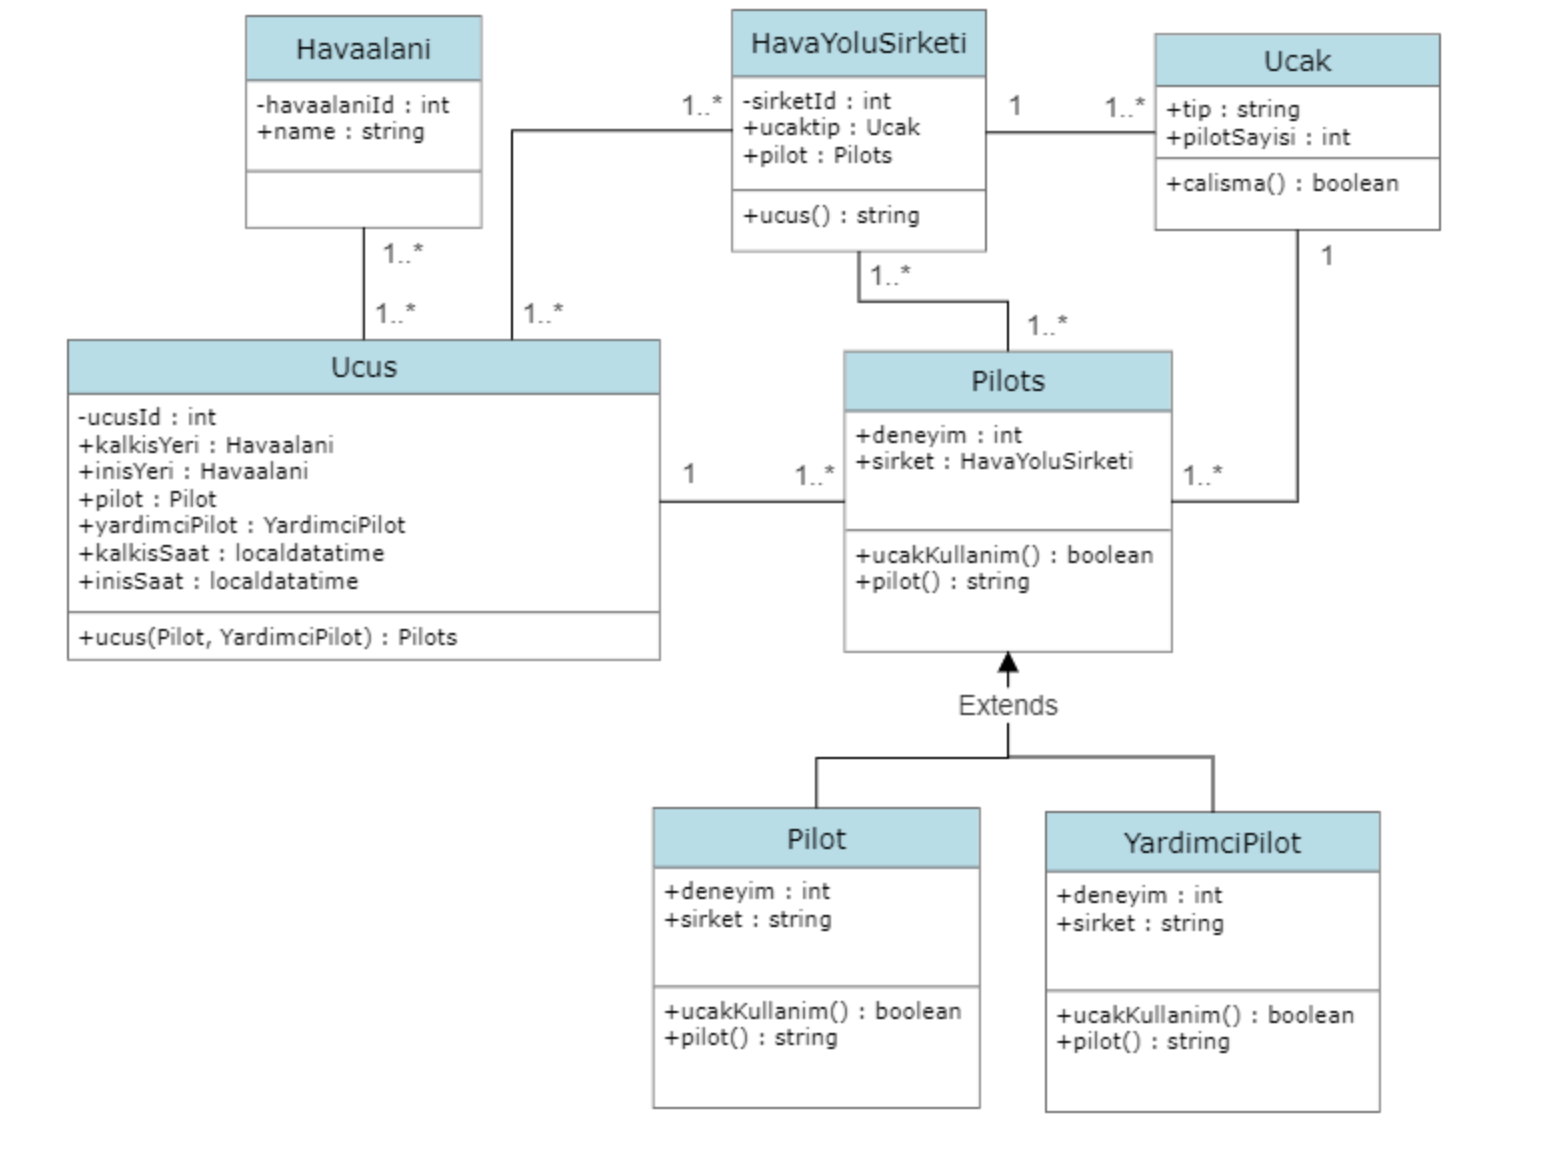 Havaalani
-havaalaniId : int
+name : string
HavaYoluSirketi
-sirketId : int
+ucaktip : Ucak
+pilot : Pilots
+ucus() : string
Ucak
+tip : string
+pilotSayisi : int
+calisma() : boolean
1..*
1
1..*
1..*
1..*
1..*
1..*
1..*
1
Ucus
-ucusId : int
+kalkisYeri : Havaalani
+inisYeri : Havaalani
+pilot : Pilot
+yardimciPilot : YardimciPilot
+kalkisSaat : localdatatime
+inisSaat : localdatatime
+ucus(Pilot, YardimciPilot) : Pilots
1
1..*
Pilots
+deneyim : int
+sirket : HavaYoluSirketi
+ucakKullanim() : boolean
+pilot() : string
1..*
Extends
Pilot
+deneyim : int
+sirket : string
+ucakKullanim() : boolean
+pilot() : string
YardimciPilot
+deneyim : int
+sirket : string
+ucakKullanim() : boolean
+pilot() : string